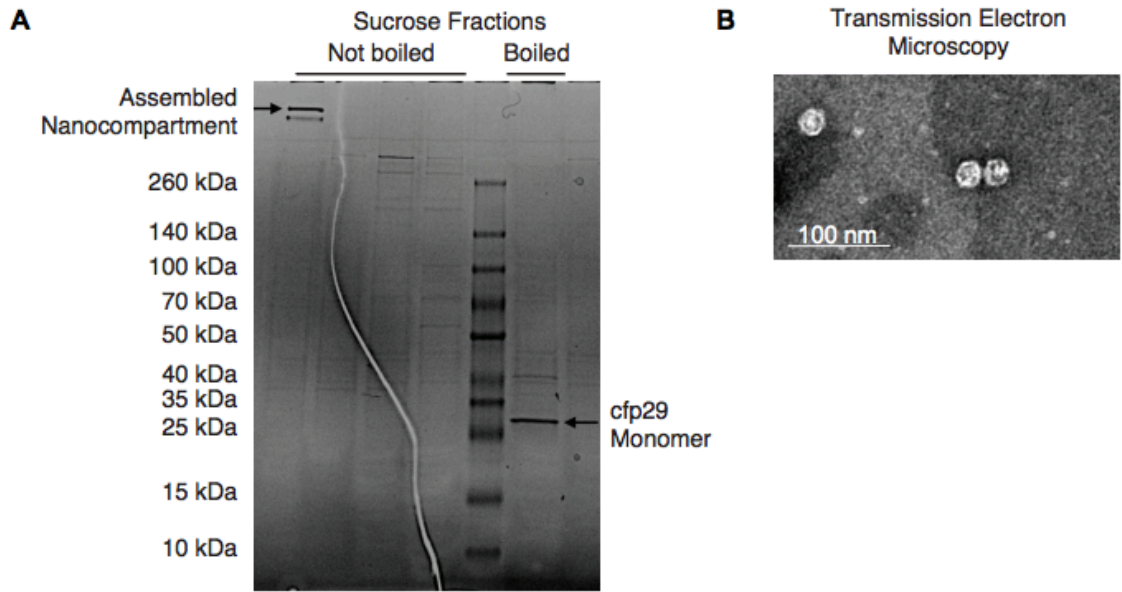 A
Sucrose Fractions
Not boiled
Boiled
Assembled
Nanocompartment
260 kDa
140 kDa
100 kDa
70 kDa
50 kDa
40 kDa
35 kDa
25 kDa
15 kDa
10 kDa
cfp29
Monomer
B
Transmission Electron
Microscopy
100 nm